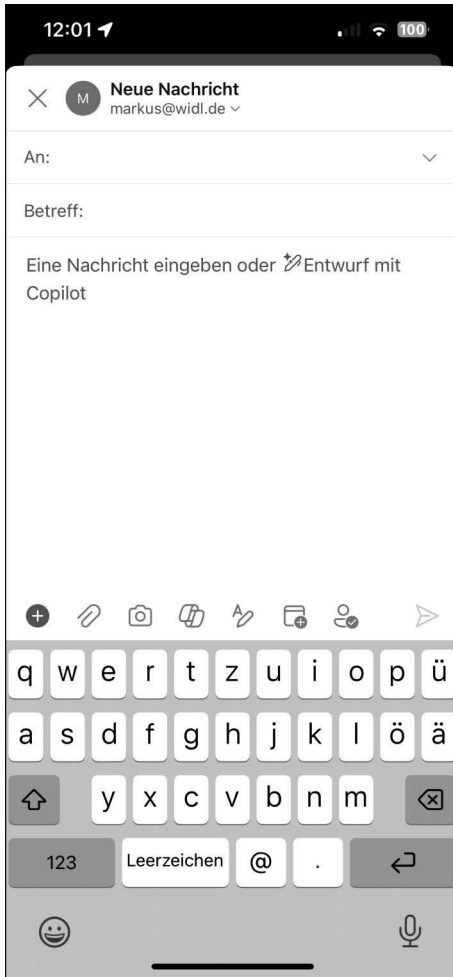 12:01
100
M
Neue Nachricht
markus@widl.de
An:
Betreff:
Eine Nachricht eingeben oder Entwurf mit
Copilot
q w e r t z u i o p ü
a s d f g h j k l ö ä
y x c v b n m
123 Leerzeichen @ .